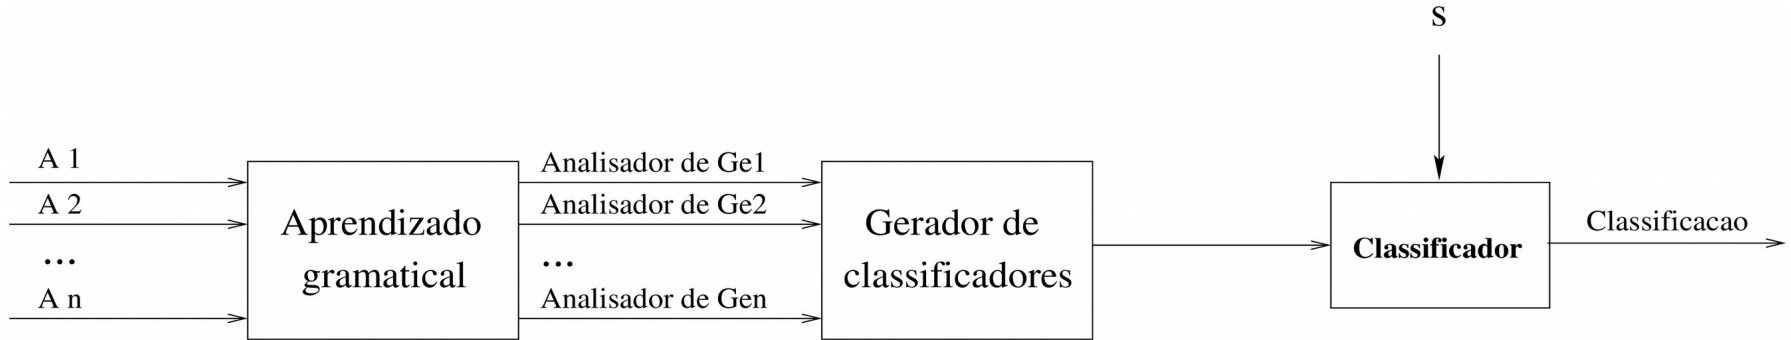 S
A 1
A 2
...
A n
Aprendizado
gramatical
Analisador de Ge1
Analisador de Ge2
...
Analisador de Gen
Gerador de
classificadores
Classificador
Classificacao